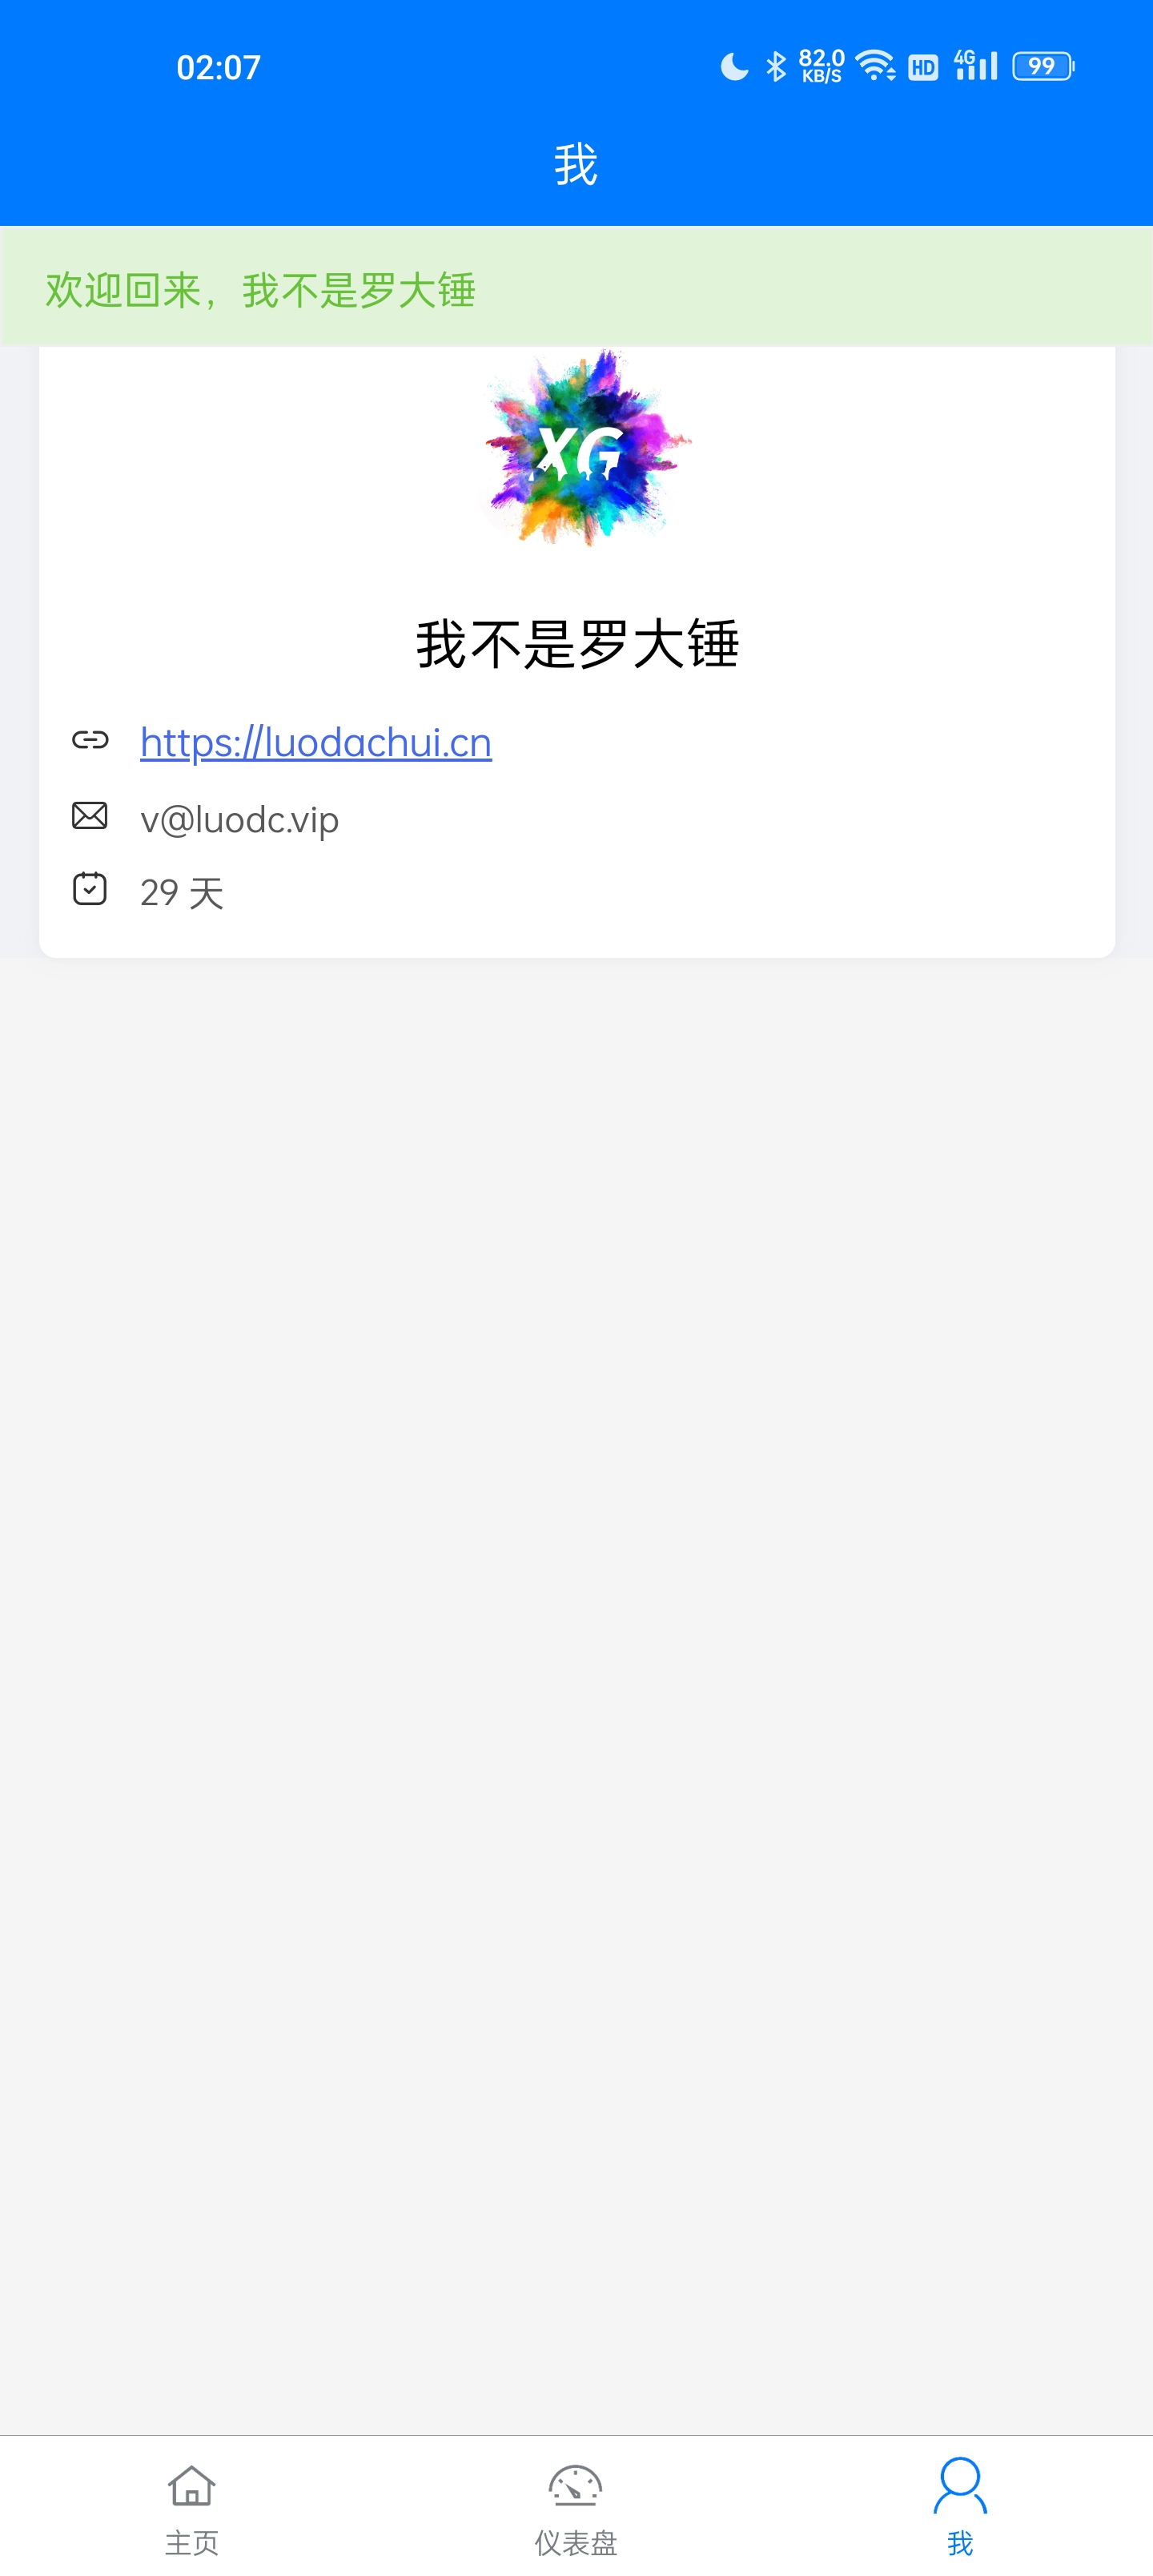 02:07
82.0
KB/S
HD
4G
99
我
欢迎回来，我不是罗大锤
XG
我不是罗大锤
https://luodachui.cn
v@luodc.vip
29 天
主页
仪表盘
我